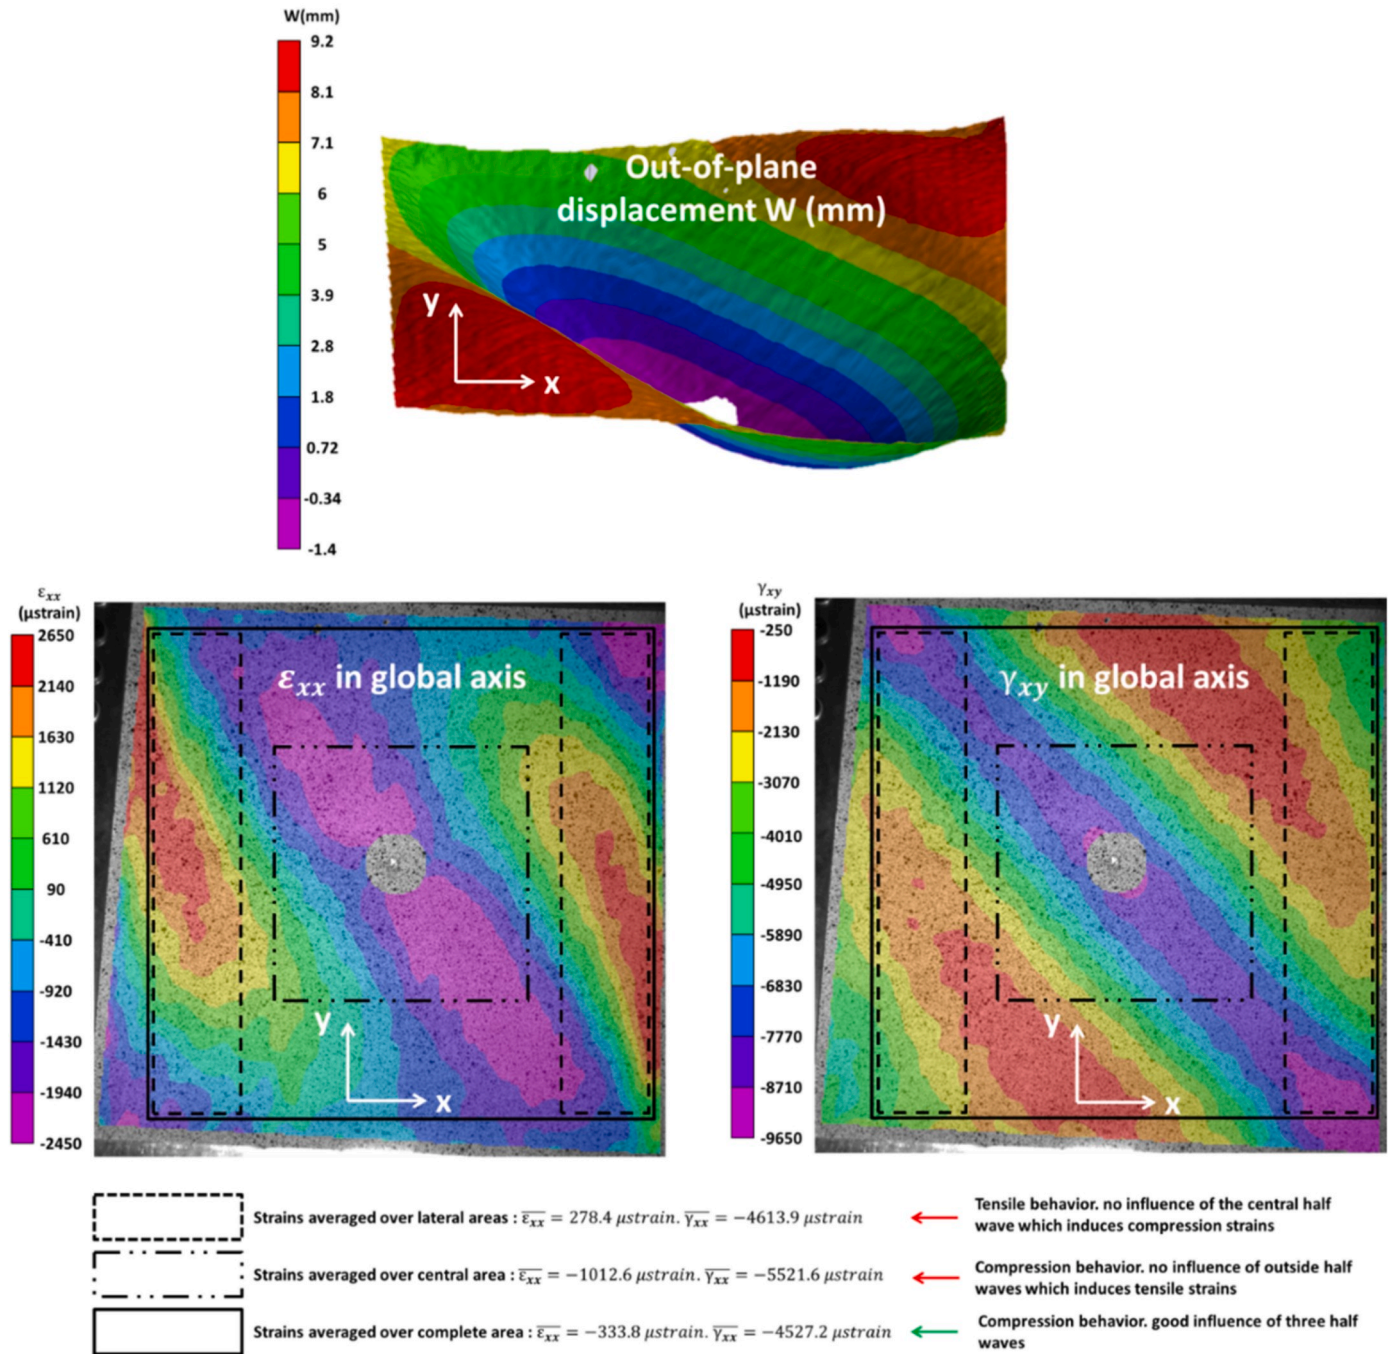 W(mm)
9.2
8.1
7.1
6
5
3.9
2.8
1.8
0.72
-0.34
-1.4
Out-of-plane
displacement W (mm)
y
x
ε𝑥𝑥
(µstrain)
2650
2140
1630
1120
610
90
-410
-920
-1430
-1940
-2450
ε𝑥𝑥 in global axis
y
x
γ𝑥𝑦
(µstrain)
-250
-1190
-2130
-3070
-4010
-4950
-5890
-6830
-7770
-8710
-9650
γ𝑥𝑦 in global axis
y
x
Strains averaged over lateral areas : ε𝑥𝑥 = 278.4 µstrain. γ𝑥𝑥 = −4613.9 µstrain
Tensile behavior. no influence of the central half
wave which induces compression strains
Strains averaged over central area : ε𝑥𝑥 = −1012.6 µstrain. γ𝑥𝑥 = −5521.6 µstrain
Compression behavior. no influence of outside half
waves which induces tensile strains
Strains averaged over complete area : ε𝑥𝑥 = −333.8 µstrain. γ𝑥𝑥 = −4527.2 µstrain
Compression behavior. good influence of three half
waves